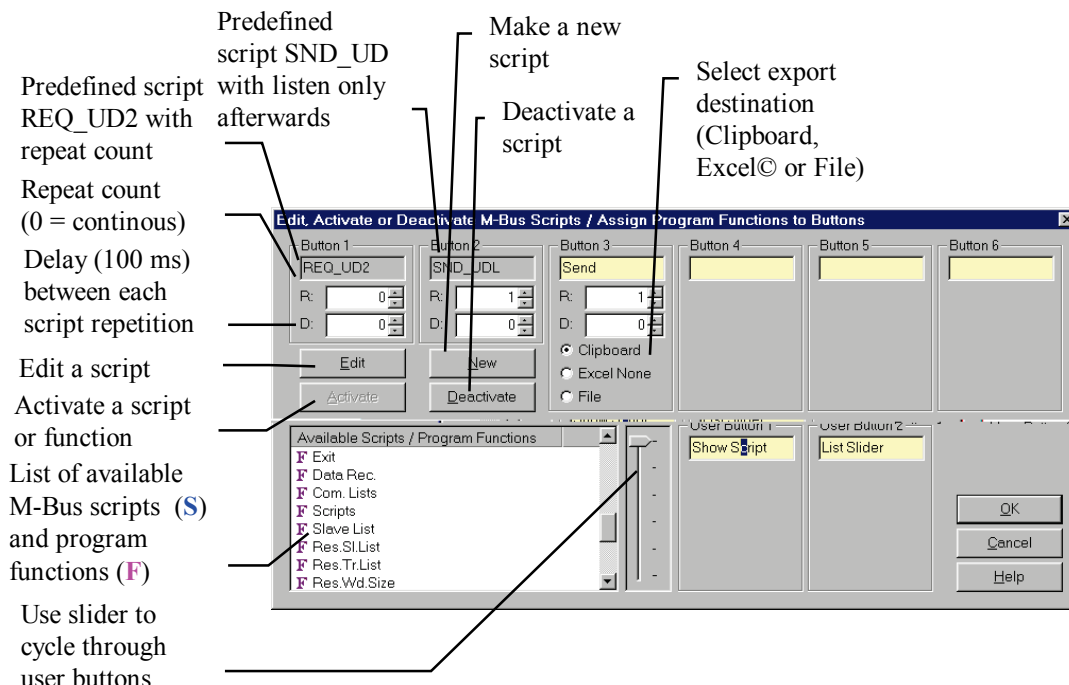 Predefined
script SND_UD
with listen only
afterwards
Make a new
script
Select export
destination
(Clipboard,
Excel© or File)
Deactivate a
script
Predefined script
REQ_UD2 with
repeat count
Repeat count
(0 = continous)
Delay (100 ms)
between each
script repetition
Edit a script
Activate a script
or function
List of available
M-Bus scripts (S)
and program
functions (F)
Use slider to
cycle through
user buttons
Edit, Activate or Deactivate M-Bus Scripts / Assign Program Functions to Buttons
Button 1
REQ_UD2
R: 0
D: 0
Edit
Activate
Button 2
SND_UDL
R: 1
D: 0
New
Deactivate
Button 3
Send
R: 1
D: 0
Clipboard
Excel None
File
Button 4
Button 5
Button 6
Available Scripts / Program Functions
F Exit
F Data Rec.
F Com. Lists
F Scripts
F Slave List
F Res.Sl.List
F Res.Tr.List
F Res.Wd.Size
User Button 1
Show Script
User Button 2
List Slider
OK
Cancel
Help